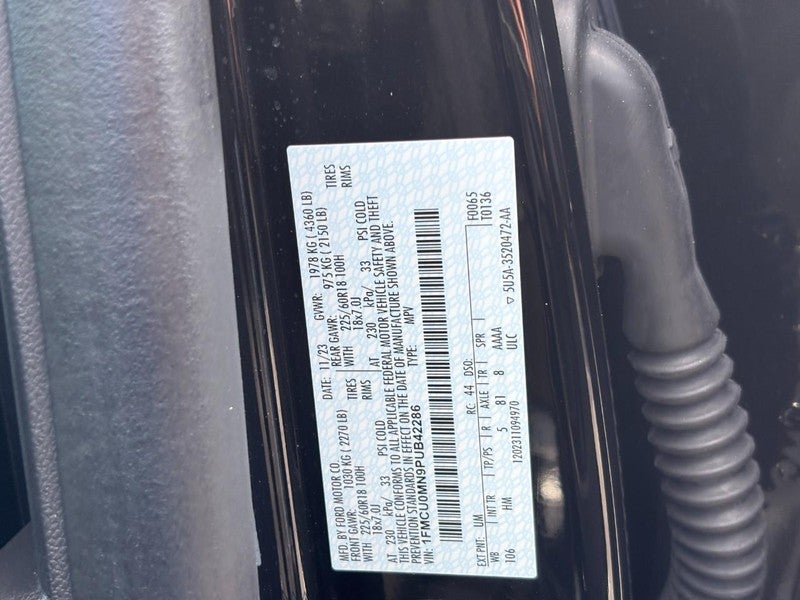 MFD. BY FORD MOTOR CO.
DATE: 11/23 GVWR: 1978 KG ( 4360 LB)
FRONT GAWR: 1030 KG ( 2270 LB) REAR GAWR: 975 KG ( 2150 LB)
WITH 225/60R18 100H TIRES WITH 225/60R18 100H TIRES
18x7.0J RIMS 18x7.0J RIMS
AT 230 kPa/ 33 PSI COLD AT 230 kPa/ 33 PSI COLD
THIS VEHICLE CONFORMS TO ALL APPLICABLE FEDERAL MOTOR VEHICLE SAFETY AND THEFT
PREVENTION STANDARDS IN EFFECT ON THE DATE OF MANUFACTURE SHOWN ABOVE.
VIN: 1FMCU0MN9PUB42286 TYPE: MPV
F0065
T0136
EXT PNT: UM RC: 44 DSO:
WB INT TR TP/PS R AXLE TR SPR
106 HM 5 81 8 AAAA
ULC
1202311094970 5U5A-3520472-AA